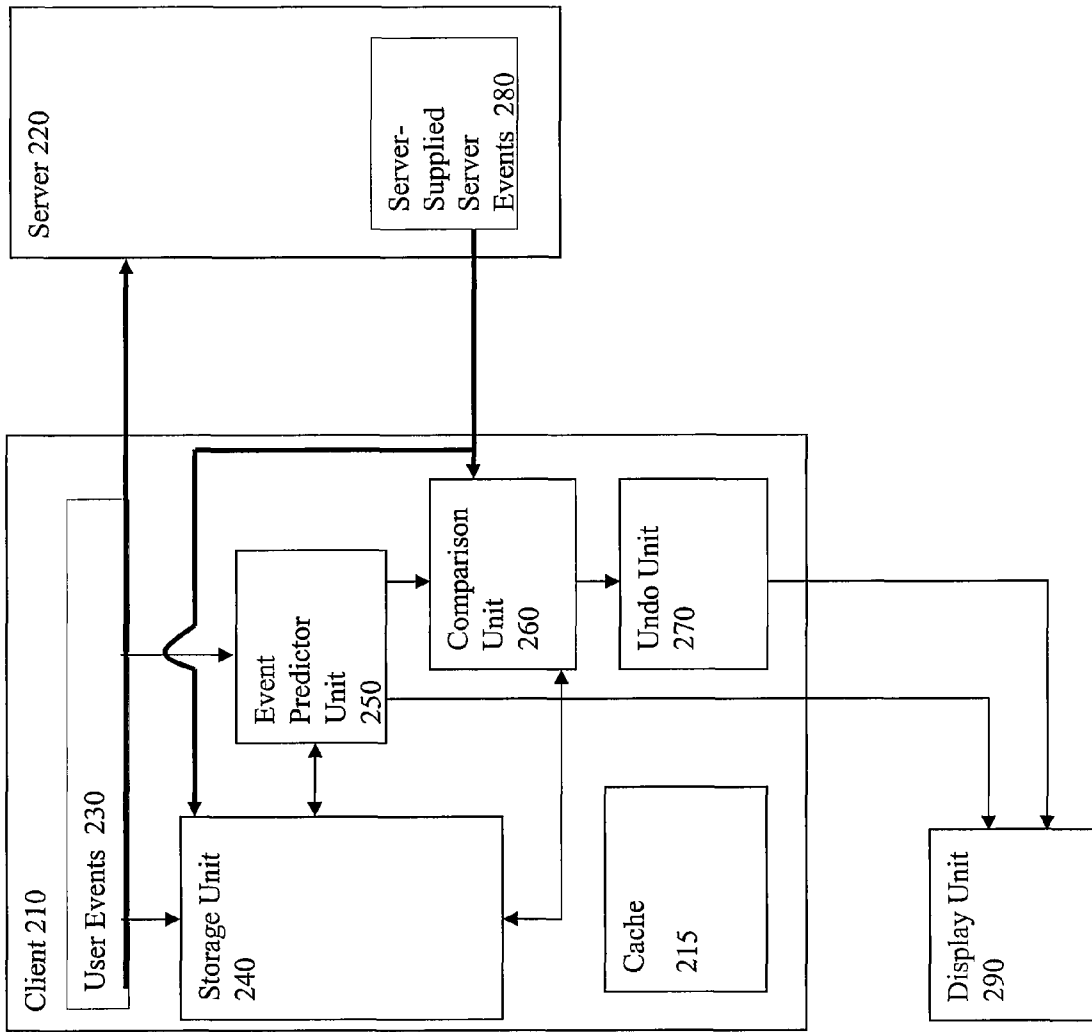 Client 210
User Events 230
Storage Unit
240
Event
Predictor
Unit
250
Comparison
Unit
260
Undo Unit
270
Cache
215
Display Unit
290
Server 220
Server-
Supplied
Server
Events 280